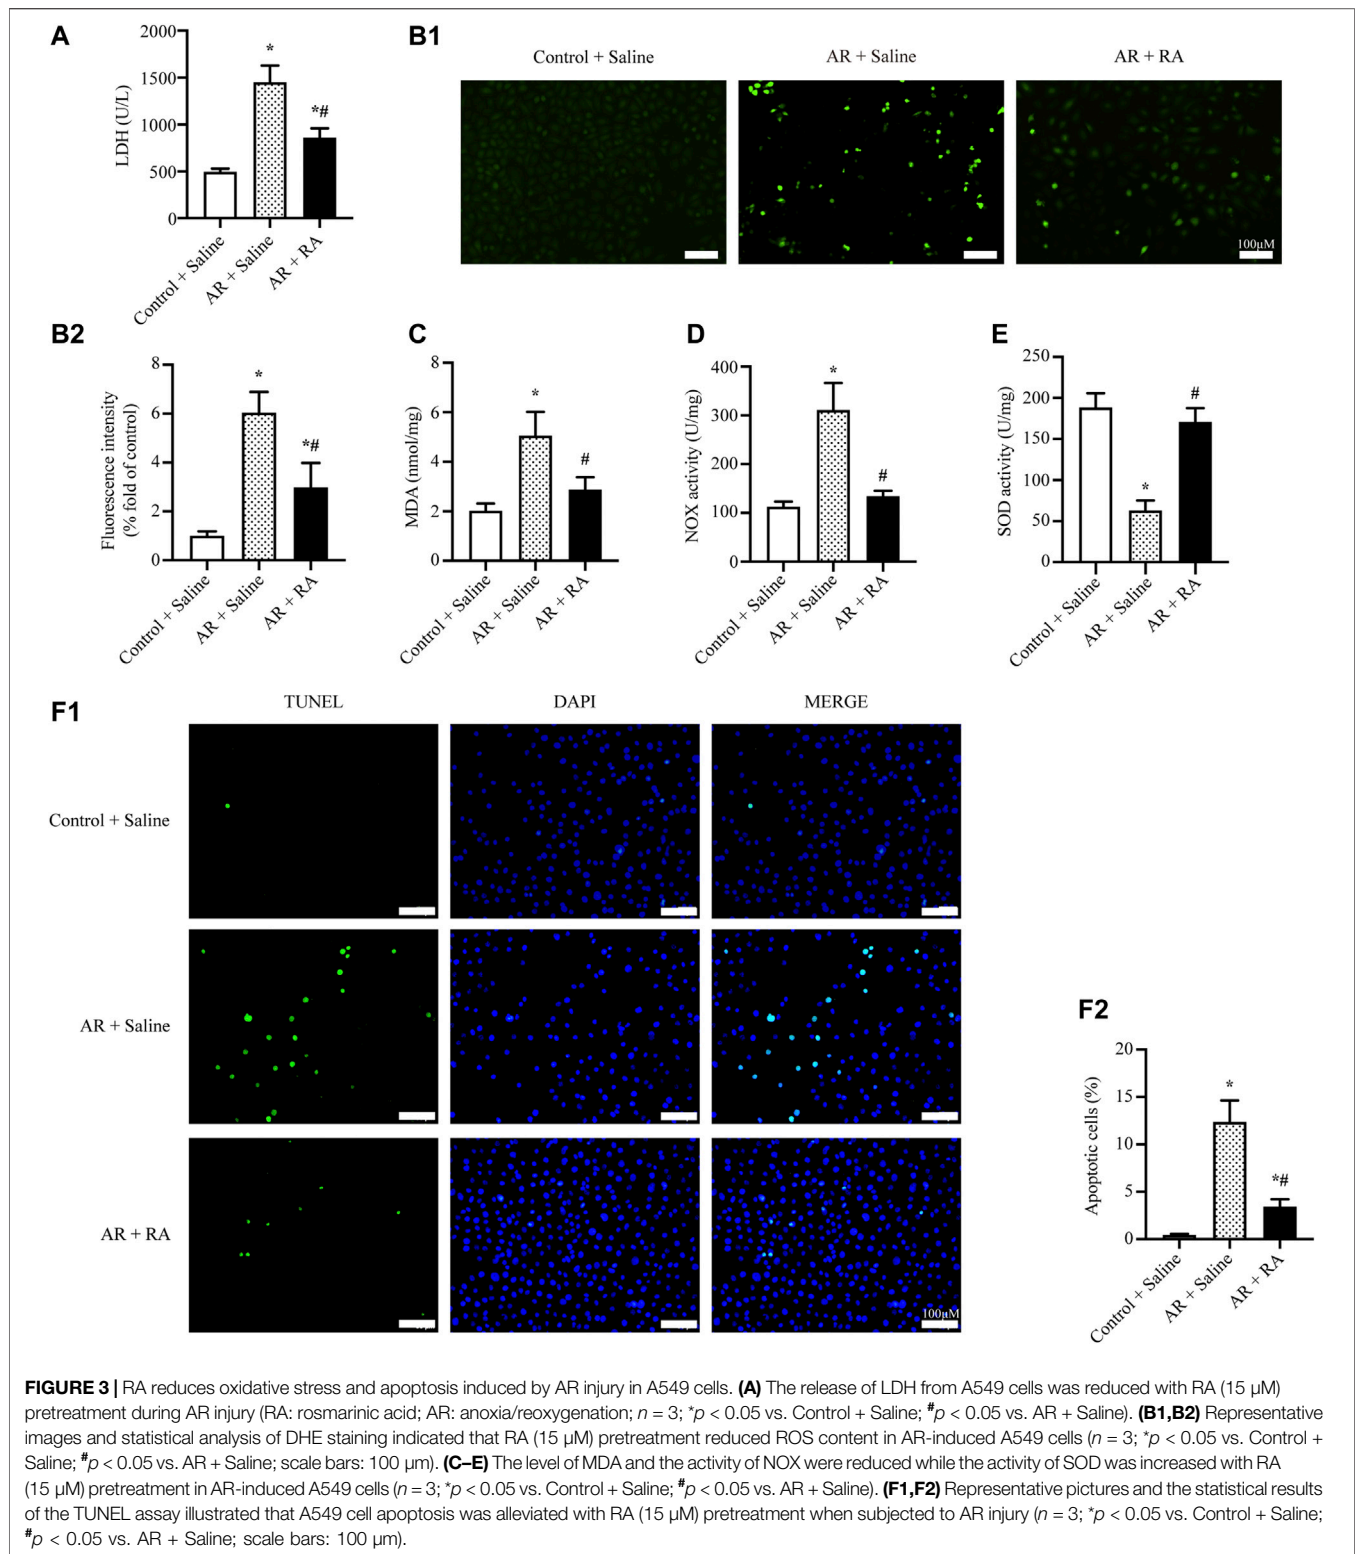 A
2000
1500
1000
500
0
LDH (U/L)
*
*#
Control + Saline
AR + Saline
AR + RA
B1
Control + Saline
AR + Saline
AR + RA
100μM
B2
8
6
4
2
0
Fluorescence intensity
(% fold of control)
*
*#
Control + Saline
AR + Saline
AR + RA
C
8
6
4
2
0
MDA (nmol/mg)
*
#
Control + Saline
AR + Saline
AR + RA
D
400
300
200
100
0
NOX activity (U/mg)
*
#
Control + Saline
AR + Saline
AR + RA
E
250
200
150
100
50
0
SOD activity (U/mg)
*
#
Control + Saline
AR + Saline
AR + RA
F1
TUNEL
DAPI
MERGE
Control + Saline
AR + Saline
AR + RA
100μM
F2
20
15
10
5
0
Apoptotic cells (%)
*
*#
Control + Saline
AR + Saline
AR + RA
FIGURE 3 | RA reduces oxidative stress and apoptosis induced by AR injury in A549 cells. (A) The release of LDH from A549 cells was reduced with RA (15 μM)
pretreatment during AR injury (RA: rosmarinic acid; AR: anoxia/reoxygenation; n = 3; *p < 0.05 vs. Control + Saline; #p < 0.05 vs. AR + Saline). (B1,B2) Representative
images and statistical analysis of DHE staining indicated that RA (15 μM) pretreatment reduced ROS content in AR-induced A549 cells (n = 3; *p < 0.05 vs. Control +
Saline; #p < 0.05 vs. AR + Saline; scale bars: 100 μm). (C–E) The level of MDA and the activity of NOX were reduced while the activity of SOD was increased with RA
(15 μM) pretreatment in AR-induced A549 cells (n = 3; *p < 0.05 vs. Control + Saline; #p < 0.05 vs. AR + Saline). (F1,F2) Representative pictures and the statistical results
of the TUNEL assay illustrated that A549 cell apoptosis was alleviated with RA (15 μM) pretreatment when subjected to AR injury (n = 3; *p < 0.05 vs. Control + Saline;
#p < 0.05 vs. AR + Saline; scale bars: 100 μm).